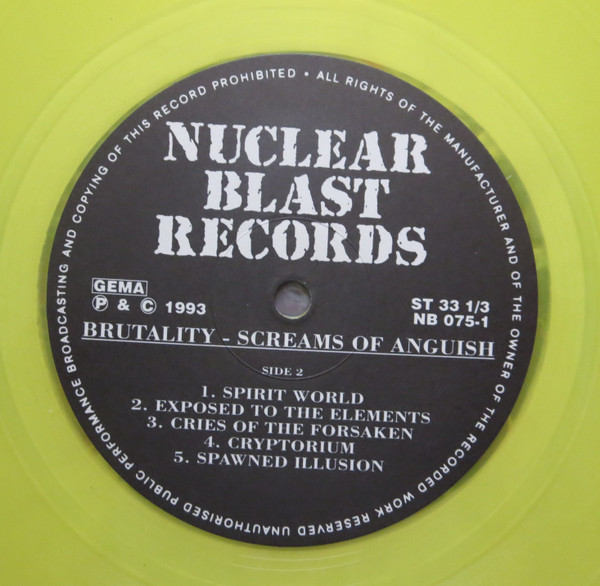 ALL RIGHTS OF THE MANUFACTURER AND OF THE OWNER OF THE RECORDED WORK RESERVED UNAUTHORISED PUBLIC PERFORMANCE BROADCASTING AND COPYING OF THIS RECORD PROHIBITED •
NUCLEAR
BLAST
RECORDS
GEMA
Ⓟ & © 1993
ST 33 1/3
NB 075-1
BRUTALITY - SCREAMS OF ANGUISH
SIDE 2
1. SPIRIT WORLD
2. EXPOSED TO THE ELEMENTS
3. CRIES OF THE FORSAKEN
4. CRYPTORIUM
5. SPAWNED ILLUSION